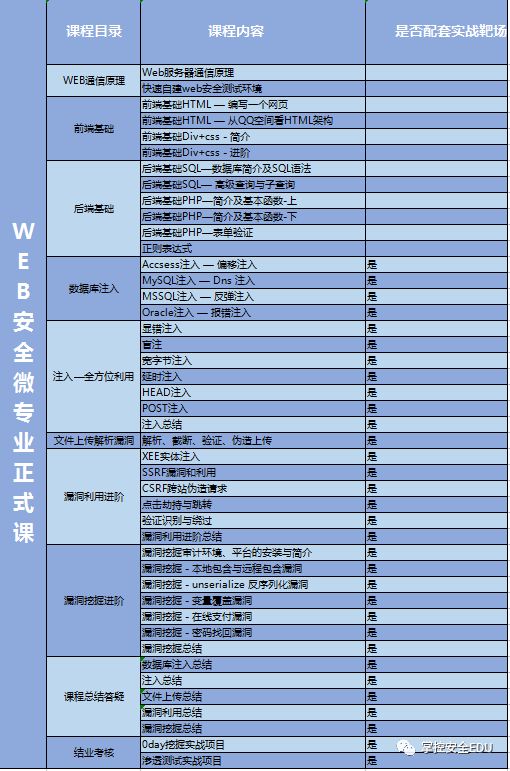 课程目录 课程内容 是否配套实战靶场
WEB安全微专业正式课
WEB通信原理
Web服务器通信原理
快速自建web安全测试环境
前端基础
前端基础HTML — 编写一个网页
前端基础HTML — 从QQ空间看HTML架构
前端基础Div+css - 简介
前端基础Div+css - 进阶
后端基础
后端基础SQL—数据库简介及SQL语法
后端基础SQL— 高级查询与子查询
后端基础PHP—简介及基本函数-上
后端基础PHP—简介及基本函数-下
后端基础PHP—表单验证
正则表达式
数据库注入
Accsess注入 — 偏移注入 是
MySQL注入 — Dns 注入 是
MSSQL注入 — 反弹注入 是
Oracle注入 — 报错注入 是
注入—全方位利用
显错注入 是
盲注 是
宽字节注入 是
延时注入 是
HEAD注入 是
POST注入 是
注入总结 是
文件上传解析漏洞 解析、截断、验证、伪造上传 是
漏洞利用进阶
XEE实体注入 是
SSRF漏洞和利用 是
CSRF跨站伪造请求 是
点击劫持与跳转 是
验证识别与绕过 是
漏洞利用进阶总结 是
漏洞挖掘进阶
漏洞挖掘审计环境、平台的安装与简介 是
漏洞挖掘 - 本地包含与远程包含漏洞 是
漏洞挖掘 - unserialize 反序列化漏洞 是
漏洞挖掘 - 变量覆盖漏洞 是
漏洞挖掘 - 在线支付漏洞 是
漏洞挖掘 - 密码找回漏洞 是
漏洞挖掘总结 是
课程总结答疑
数据库注入总结 是
注入总结 是
文件上传总结 是
漏洞利用总结 是
漏洞挖掘总结 是
结业考核
0day挖掘实战项目 是
渗透测试实战项目 是
掌控安全EDU